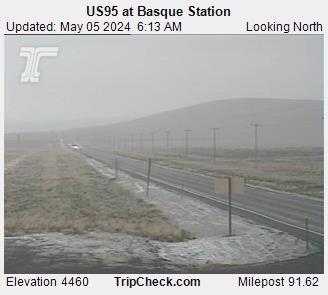 US95 at Basque Station
Updated: May 05 2024 6:13 AM Looking North
Elevation 4460 TripCheck.com Milepost 91.62